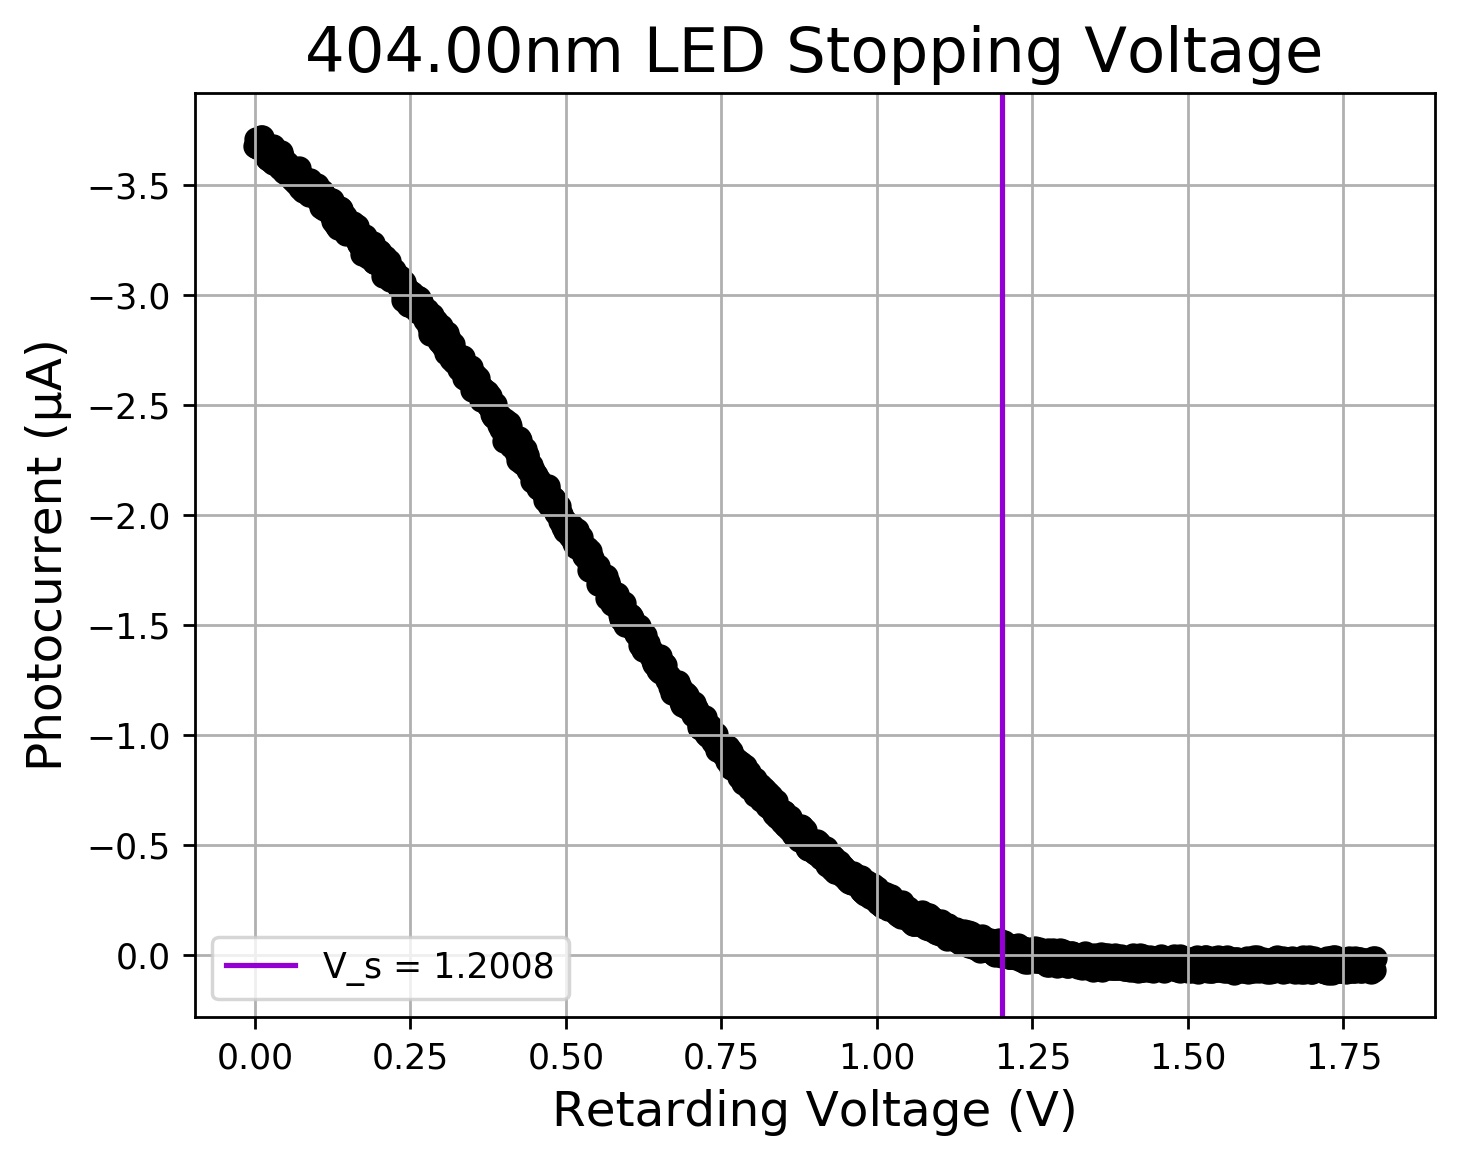 404.00nm LED Stopping Voltage
Photocurrent (µA)
−3.5
−3.0
−2.5
−2.0
−1.5
−1.0
−0.5
0.0
V_s = 1.2008
0.00 0.25 0.50 0.75 1.00 1.25 1.50 1.75
Retarding Voltage (V)